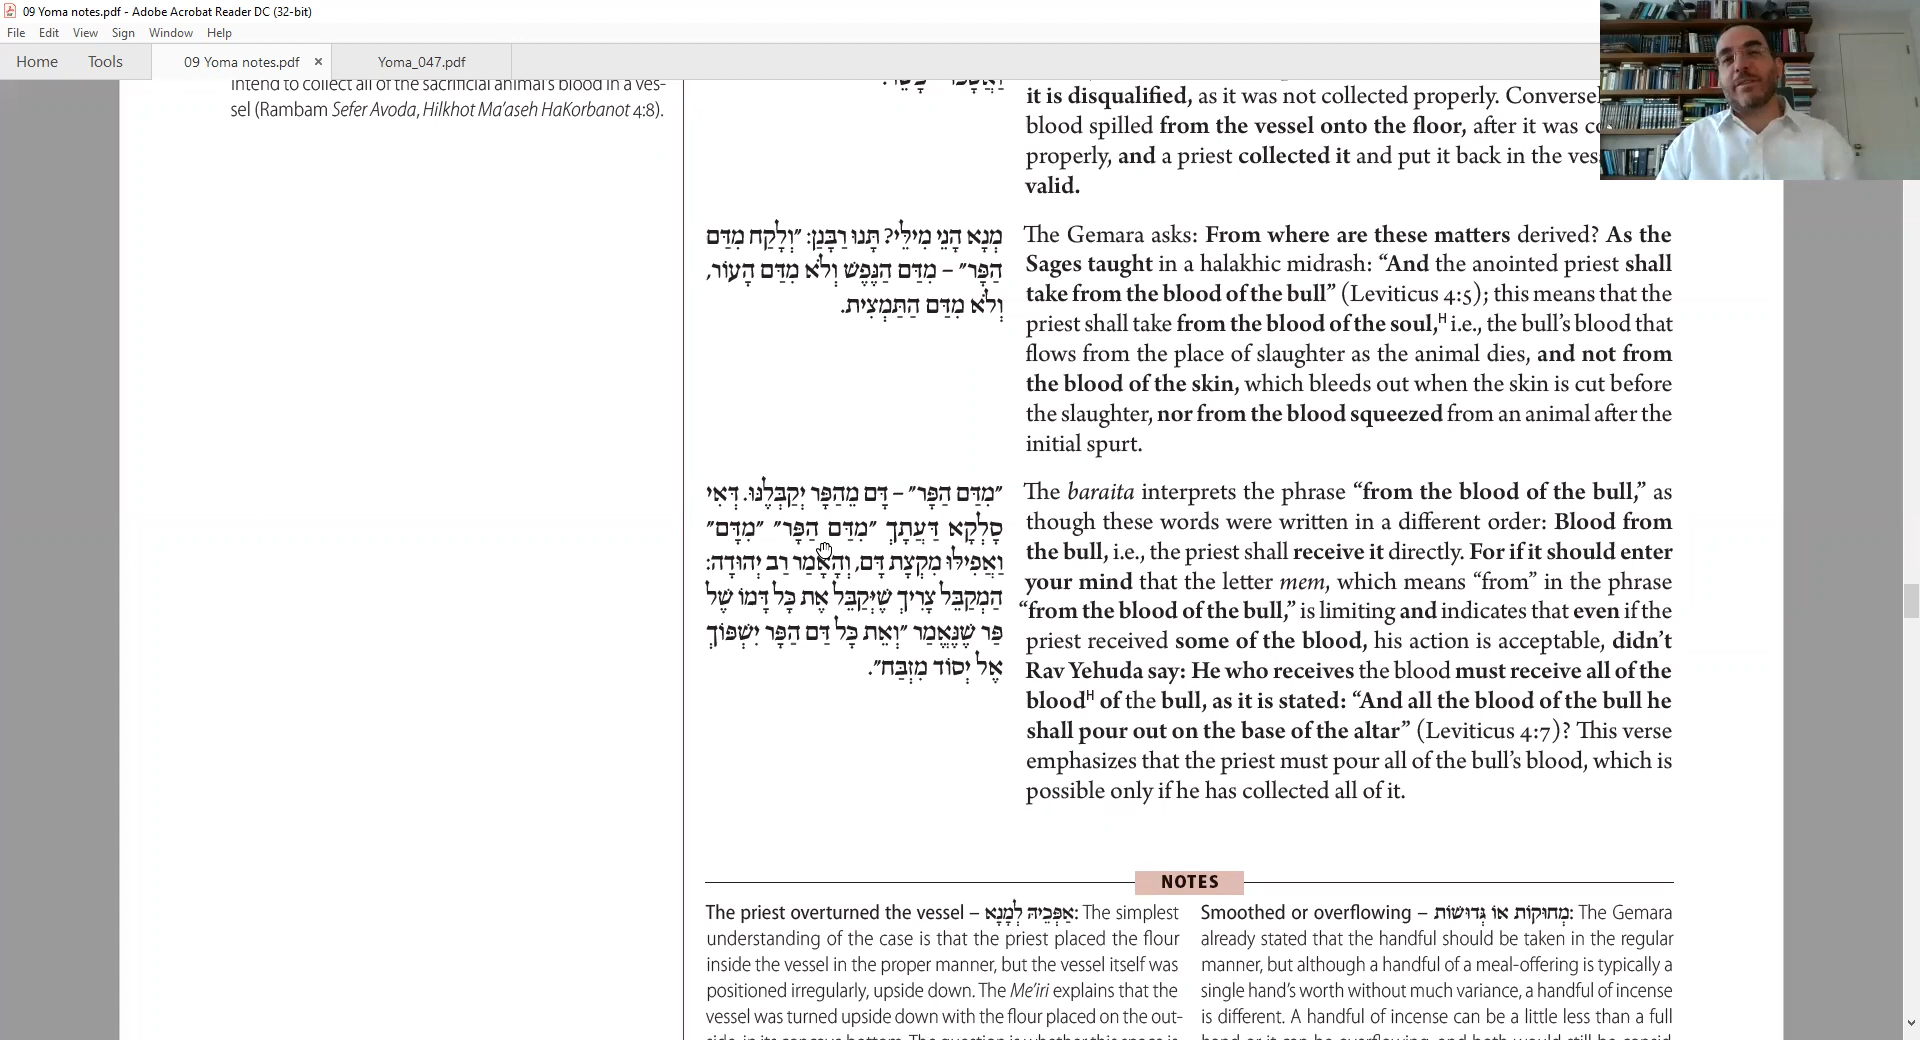 09 Yoma notes.pdf - Adobe Acrobat Reader DC (32-bit)
File Edit View Sign Window Help
Home Tools 09 Yoma notes.pdf × Yoma_047.pdf
intend to collect all of the sacrificial animal's blood in a ves-
sel (Rambam Sefer Avoda, Hilkhot Ma'aseh HaKorbanot 4:8).
it is disqualified, as it was not collected properly.
blood spilled from the vessel onto the floor, after it was
properly, and a priest collected it and put it back in the
valid.
מְנָא הָנֵי מִילֵּי? תָּנוּ רַבָּנַן: ״וְלָקַח מִדַּם
הַפָּר״ – מִדַּם הַנֶּפֶשׁ וְלֹא מִדַּם הָעוֹר,
וְלֹא מִדַּם הַתַּמְצִית.
The Gemara asks: From where are these matters derived? As the
Sages taught in a halakhic midrash: “And the anointed priest shall
take from the blood of the bull” (Leviticus 4:5); this means that the
priest shall take from the blood of the soul,H i.e., the bull's blood that
flows from the place of slaughter as the animal dies, and not from
the blood of the skin, which bleeds out when the skin is cut before
the slaughter, nor from the blood squeezed from an animal after the
initial spurt.
״מִדַּם הַפָּר״ – דָּם מֵהַפָּר יְקַבְּלֶנּוּ. דְּאִי
סָלְקָא דַּעְתָּךְ ״מִדַּם הַפָּר״ ״מִדָּם״
וַאֲפִילּוּ מִקְצָת דָּם, וְהָאָמַר רַב יְהוּדָה:
הַמְקַבֵּל צָרִיךְ שֶׁיְּקַבֵּל אֶת כָּל דָּמוֹ שֶׁל
פַּר שֶׁנֶּאֱמַר ״וְאֵת כָּל דַּם הַפָּר יִשְׁפּוֹךְ
אֶל יְסוֹד מִזְבַּח״.
The baraita interprets the phrase “from the blood of the bull,” as
though these words were written in a different order: Blood from
the bull, i.e., the priest shall receive it directly. For if it should enter
your mind that the letter mem, which means “from” in the phrase
“from the blood of the bull,” is limiting and indicates that even if the
priest received some of the blood, his action is acceptable, didn't
Rav Yehuda say: He who receives the blood must receive all of the
bloodH of the bull, as it is stated: “And all the blood of the bull he
shall pour out on the base of the altar” (Leviticus 4:7)? This verse
emphasizes that the priest must pour all of the bull's blood, which is
possible only if he has collected all of it.
NOTES
The priest overturned the vessel – אַפְּכֵיהּ לְמָנָא: The simplest
understanding of the case is that the priest placed the flour
inside the vessel in the proper manner, but the vessel itself was
positioned irregularly, upside down. The Me'iri explains that the
vessel was turned upside down with the flour placed on the out-
Smoothed or overflowing – מְחוּקוֹת אוֹ גְּדוּשׁוֹת: The Gemara
already stated that the handful should be taken in the regular
manner, but although a handful of a meal-offering is typically a
single hand's worth without much variance, a handful of incense
is different. A handful of incense can be a little less than a full